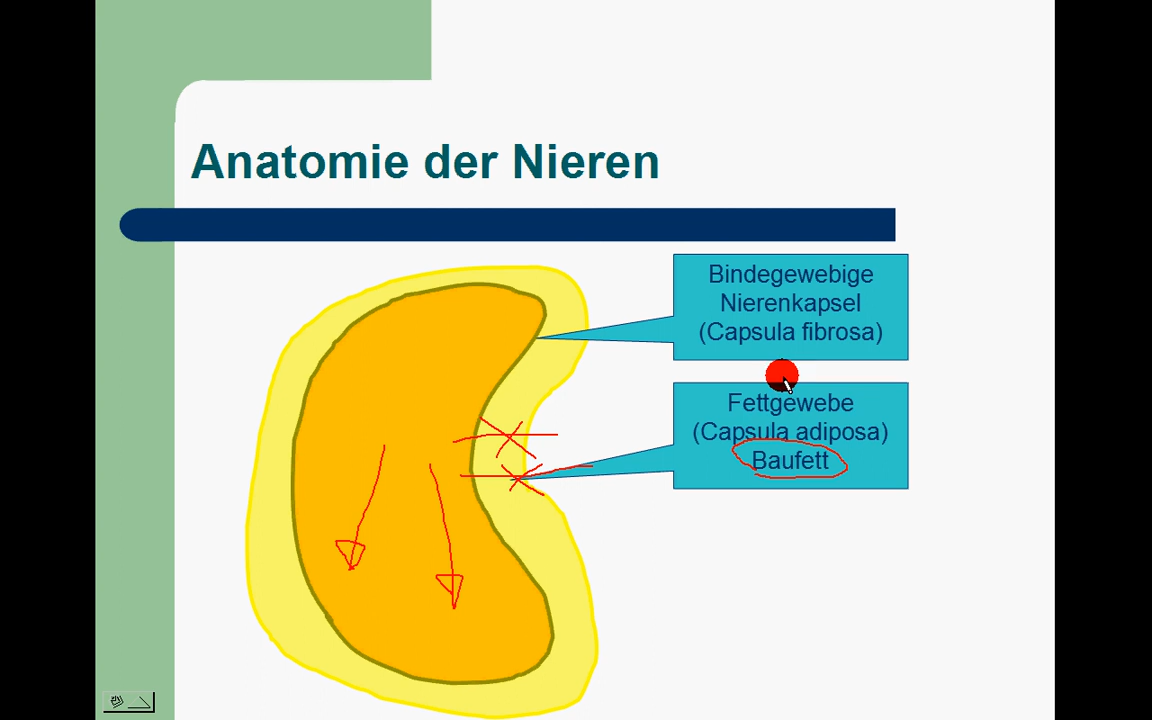 Anatomie der Nieren
Bindegewebige
Nierenkapsel
(Capsula fibrosa)
Fettgewebe
(Capsula adiposa)
Baufett